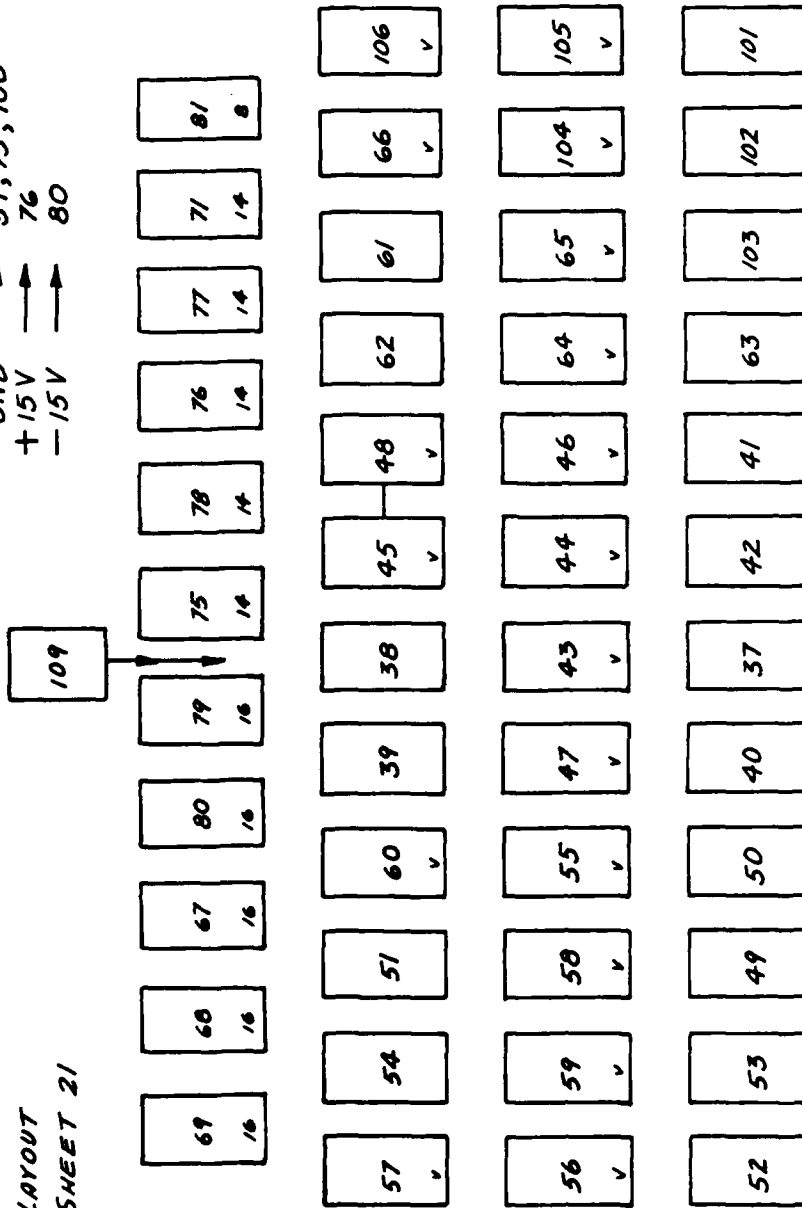 LAYOUT
SHEET 21
+15V 76
-15V 80
109
69 68 67 80 79 75 78 76 77 71 81
16 16 16 16 16 14 14 14 14 14 8
57 54 51 60 39 38 45 48 62 61 66 106
v v v v v v
56 59 58 55 47 43 44 46 64 65 104 105
v v v v v v v v v v v v
52 53 49 50 40 37 42 41 63 103 102 101